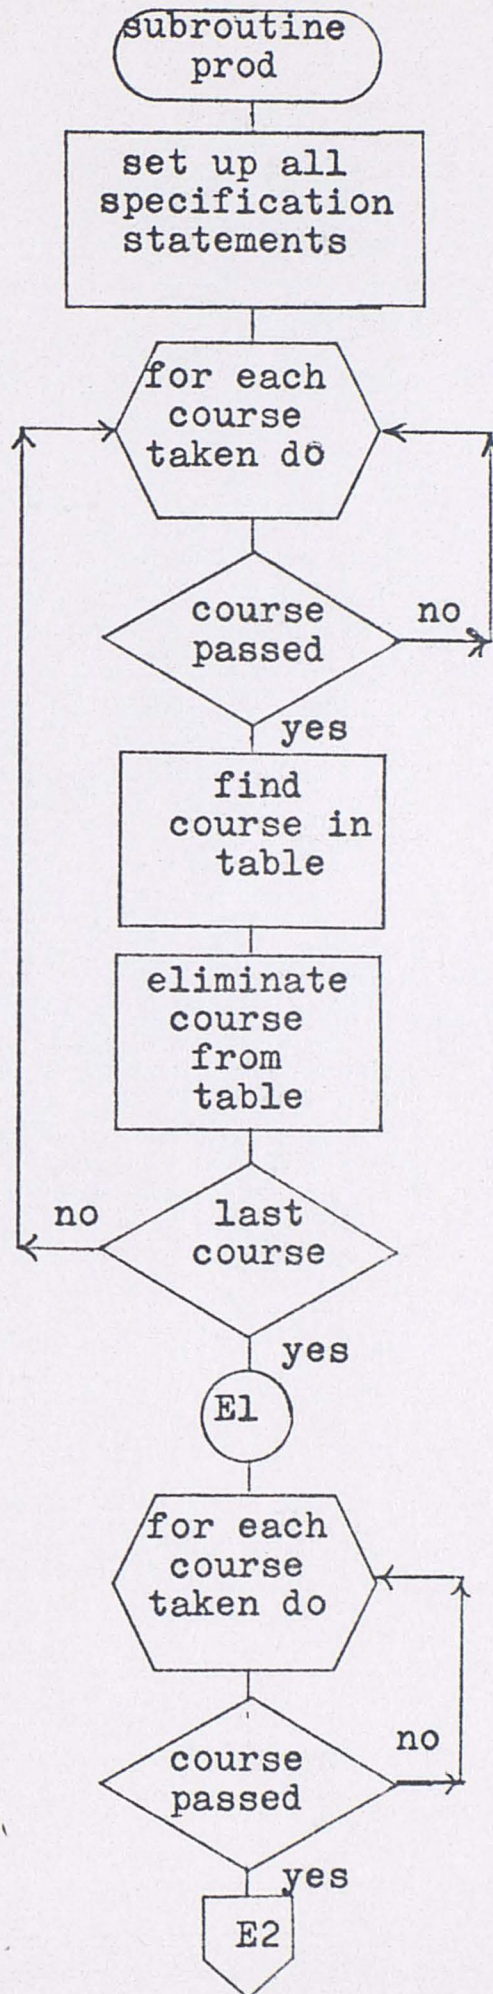 subroutine
prod
set up all
specification
statements
for each
course
taken do
course
passed
no
yes
find
course in
table
eliminate
course
from
table
last
course
no
yes
E1
for each
course
taken do
course
passed
no
yes
E2